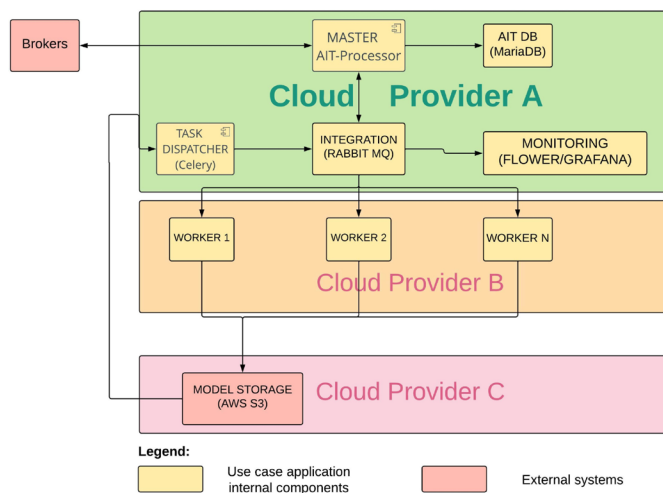 Brokers
MASTER
AIT-Processor
AIT DB
(MariaDB)
Cloud Provider A
TASK
DISPATCHER
(Celery)
INTEGRATION
(RABBIT MQ)
MONITORING
(FLOWER/GRAFANA)
WORKER 1
WORKER 2
WORKER N
Cloud Provider B
MODEL STORAGE
(AWS S3)
Cloud Provider C
Legend:
Use case application
internal components
External systems